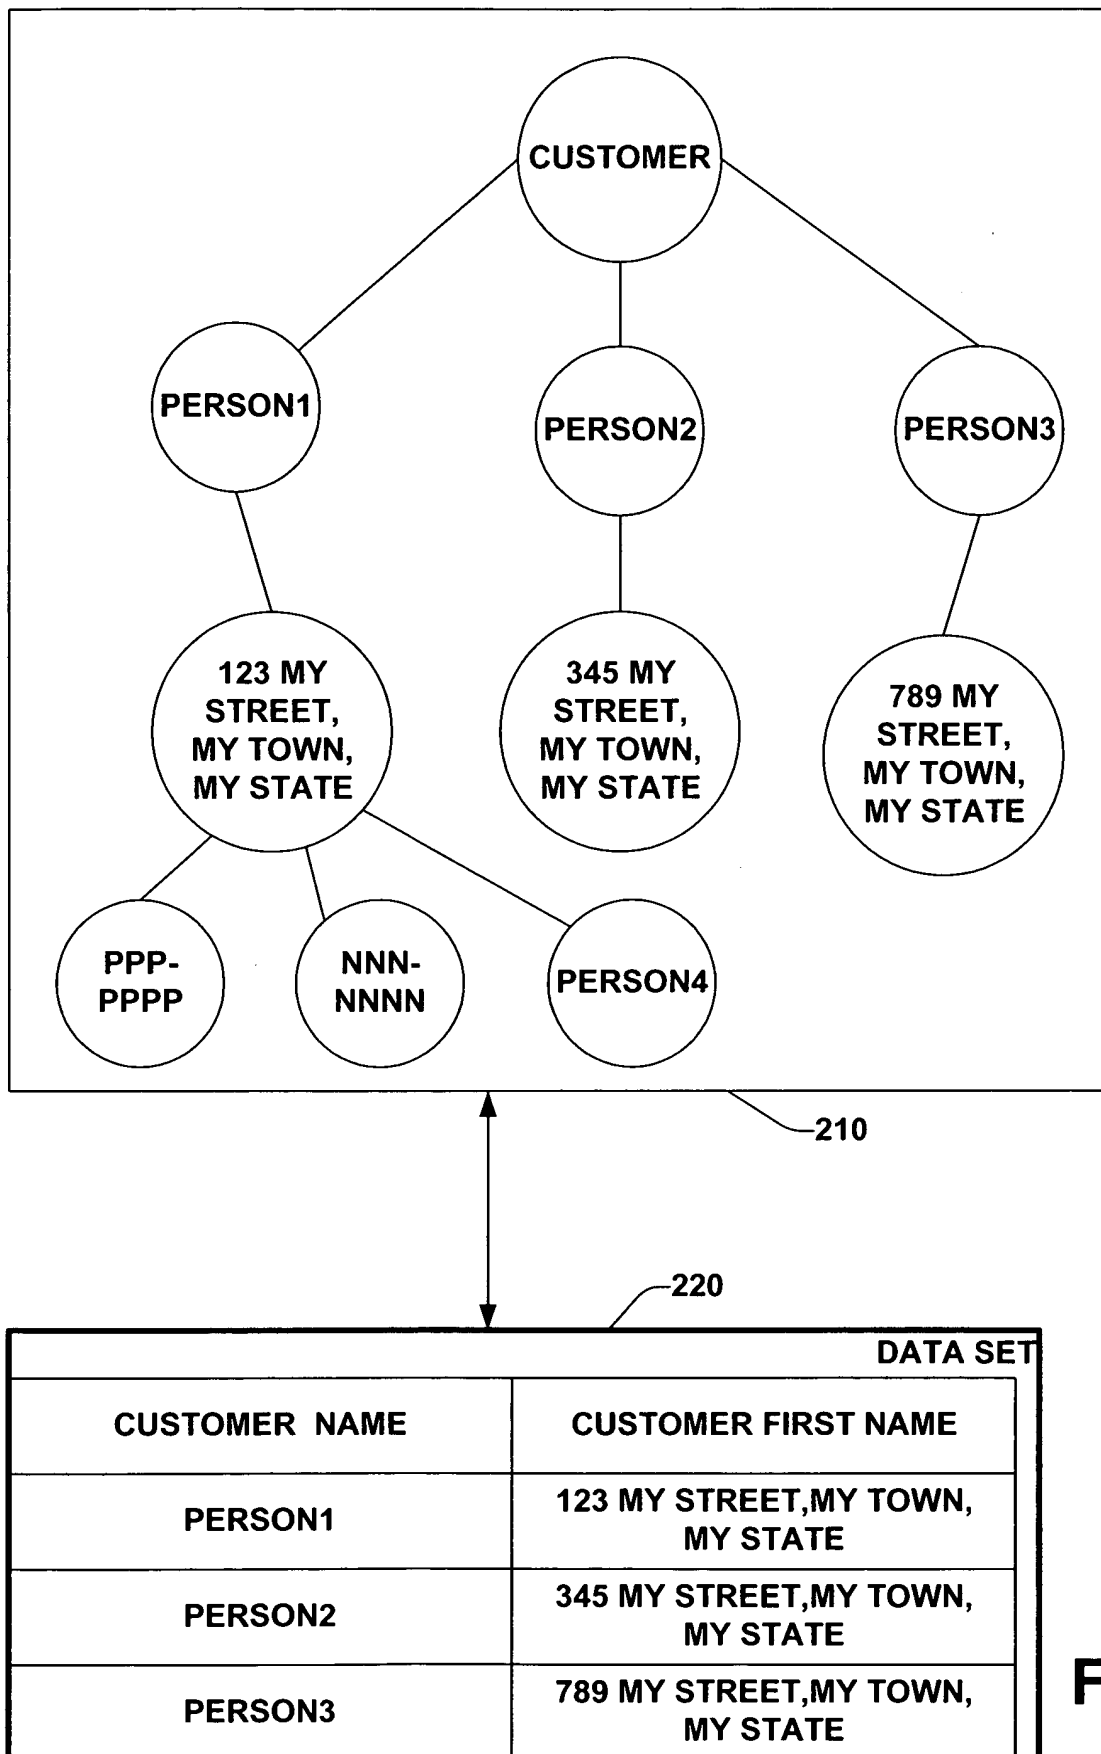 CUSTOMER
PERSON1
PERSON2
PERSON3
123 MY
STREET,
MY TOWN,
MY STATE
345 MY
STREET,
MY TOWN,
MY STATE
789 MY
STREET,
MY TOWN,
MY STATE
PPP-
PPPP
NNN-
NNNN
PERSON4
210
220
DATA SET
CUSTOMER NAME
CUSTOMER FIRST NAME
PERSON1
123 MY STREET,MY TOWN,
MY STATE
PERSON2
345 MY STREET,MY TOWN,
MY STATE
PERSON3
789 MY STREET,MY TOWN,
MY STATE